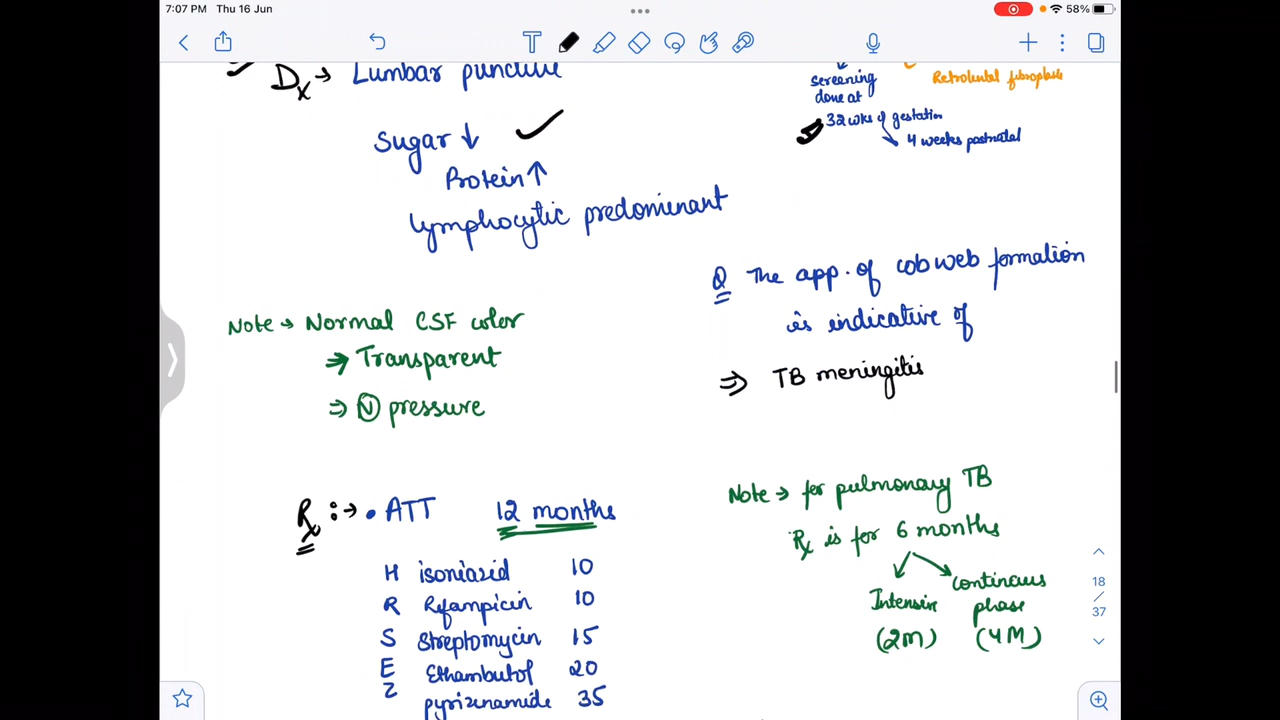 7:07 PM Thu 16 Jun
58%
Dx → Lumbar puncture
Sugar ↓
Protein ↑
Lymphocytic predominant
Note → Normal CSF color
⇒ Transparent
⇒ Ⓝ pressure
Rx :→ • ATT 12 months
H isoniazid 10
R Rifampicin 10
S Streptomycin 15
E Ethambutol 20
Z pyrizenamide 35
Screening
done at
32 wks of gestation
4 weeks postnatal
Retrolental fibroplasia
Q The app. of cobweb formation
is indicative of
⇒ TB meningitis
Note → for pulmonary TB
Rx is for 6 months
Intensive
(2M)
Continous
phase
(4M)
18
/
37